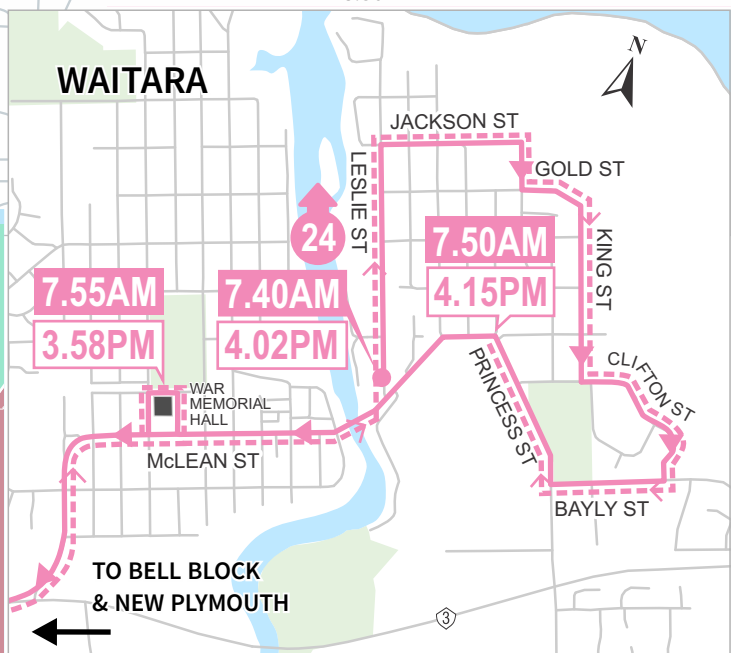 WAITARA
N
JACKSON ST
GOLD ST
LESLIE ST
KING ST
24
7.50AM
4.15PM
7.55AM
3.58PM
7.40AM
4.02PM
CLIFTON ST
PRINCESS ST
WAR
MEMORIAL
HALL
McLEAN ST
BAYLY ST
TO BELL BLOCK
& NEW PLYMOUTH
3